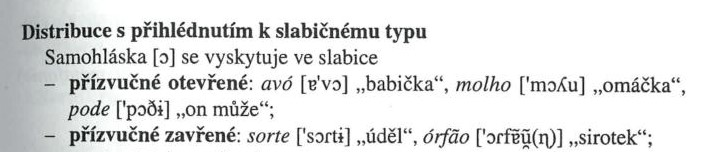 Distribuce s přihlédnutím k slabičnému typu
Samohláska [ɔ] se vyskytuje ve slabice
– přízvučné otevřené: avó [ɐ'vɔ] „babička“, molho ['mɔʎu] „omáčka“,
pode ['pɔðɨ] „on může“;
– přízvučné zavřené: sorte ['sɔrtɨ] „úděl“, órfão ['ɔrfɐ̃ũ(ŋ)] „sirotek“;